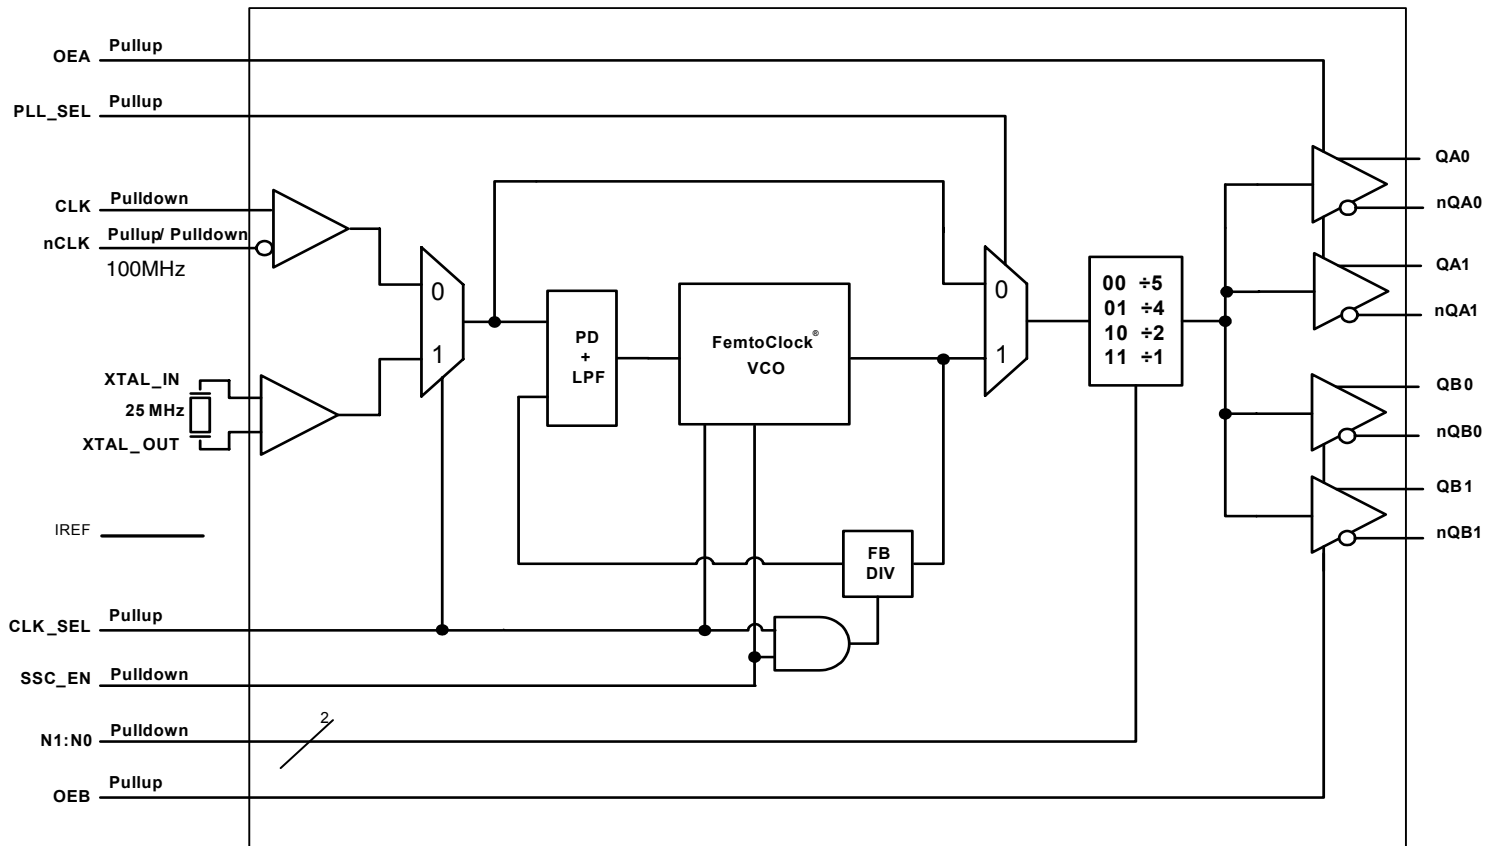 OEA Pullup
PLL_SEL Pullup
CLK Pulldown
nCLK Pullup/ Pulldown
100MHz
XTAL_IN
25 MHz
XTAL_OUT
IREF
CLK_SEL Pullup
SSC_EN Pulldown
N1:N0 Pulldown
2
OEB Pullup
0
1
PD
+
LPF
FemtoClock®
VCO
FB
DIV
0
1
00 ÷5
01 ÷4
10 ÷2
11 ÷1
QA0
nQA0
QA1
nQA1
QB0
nQB0
QB1
nQB1